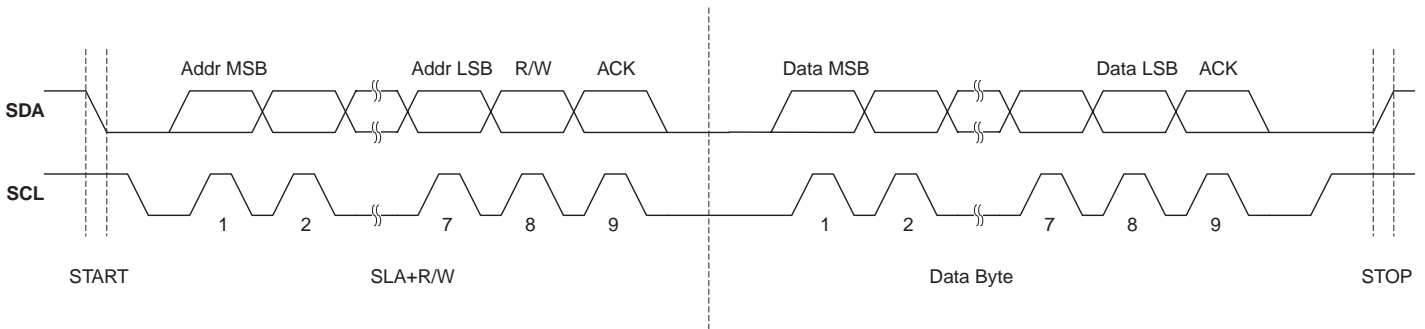 Addr MSB Addr LSB R/W ACK Data MSB Data LSB ACK
SDA
SCL
1 2 7 8 9 1 2 7 8 9
START SLA+R/W Data Byte STOP